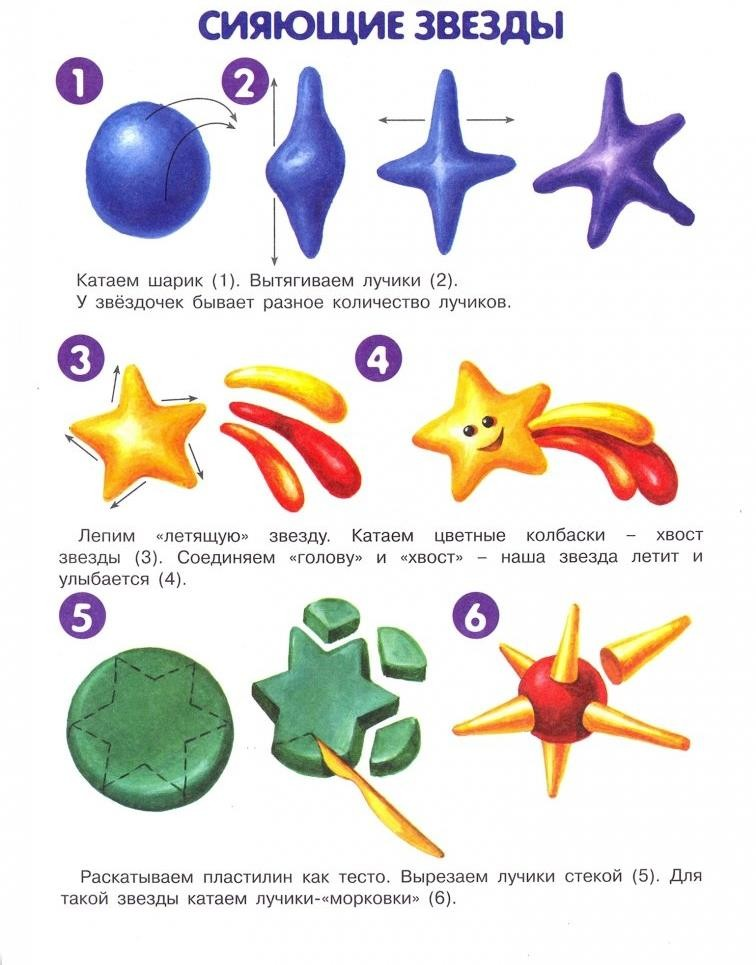 СИЯЮЩИЕ ЗВЕЗДЫ
1
2
Катаем шарик (1). Вытягиваем лучики (2).
У звёздочек бывает разное количество лучиков.
3
4
Лепим «летящую» звезду. Катаем цветные колбаски – хвост
звезды (3). Соединяем «голову» и «хвост» – наша звезда летит и
улыбается (4).
5
6
Раскатываем пластилин как тесто. Вырезаем лучики стекой (5). Для
такой звезды катаем лучики-«морковки» (6).